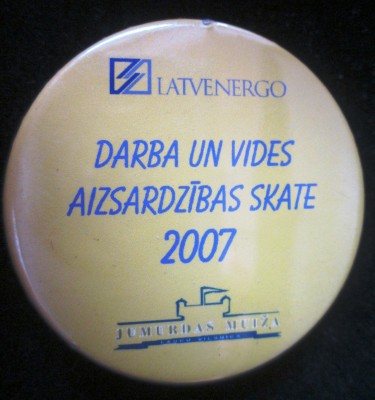 LATVENERGO
DARBA UN VIDES
AIZSARDZĪBAS SKATE
2007
JUMURDAS MUIŽA